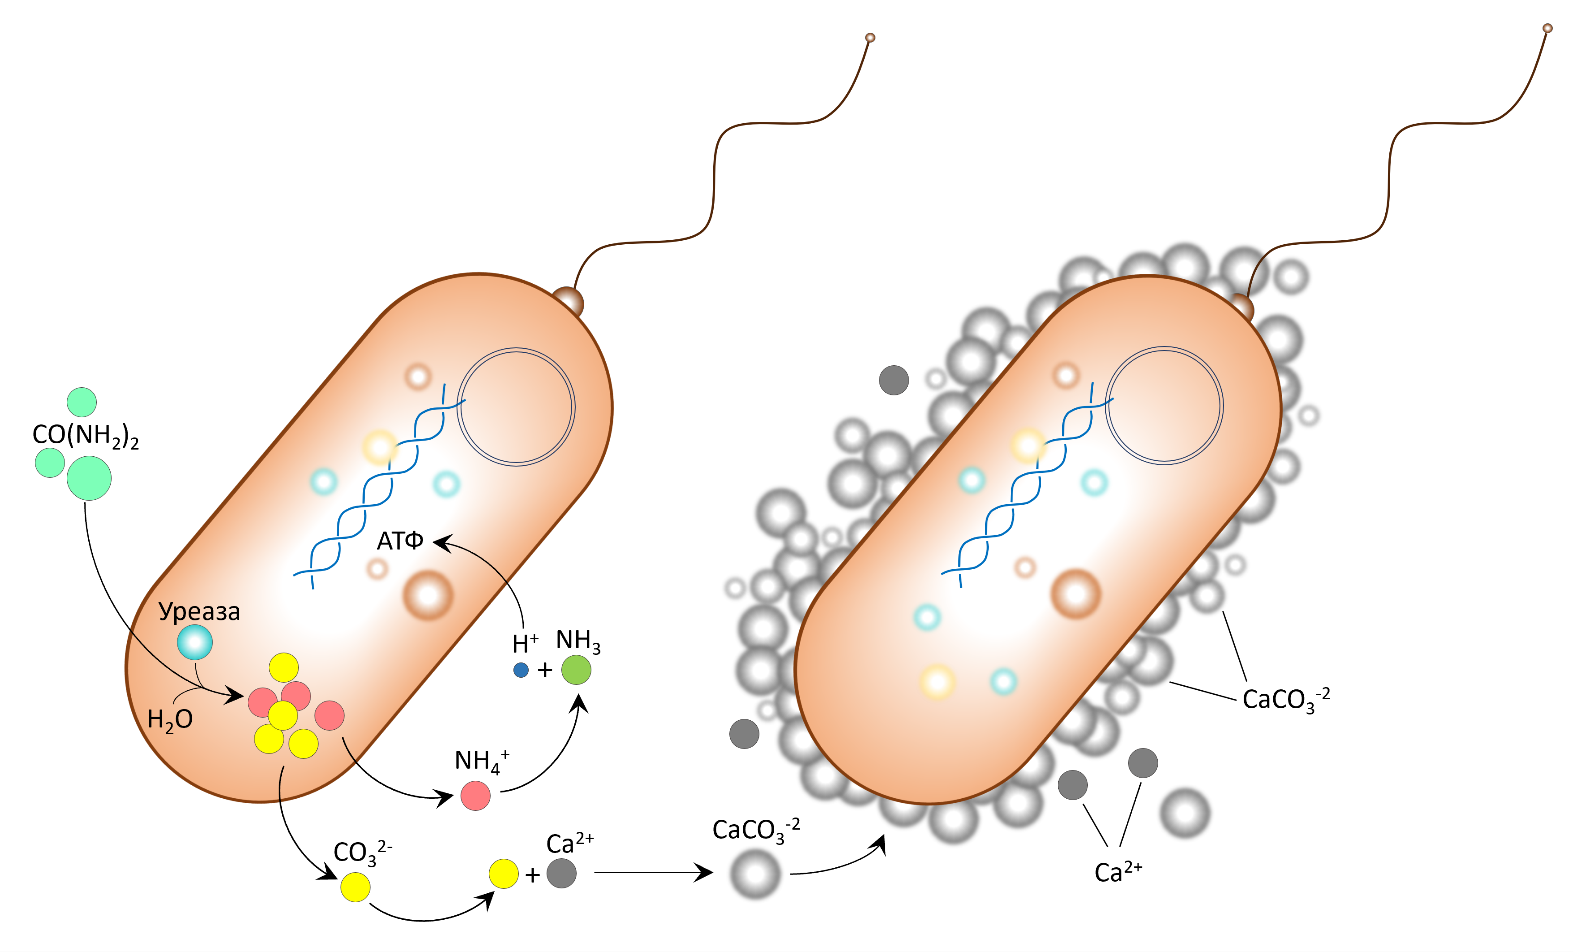 CO(NH₂)₂
Уреаза
H₂O
АТФ
H⁺
NH₃
+
NH₄⁺
CO₃²⁻
+
Ca²⁺
CaCO₃⁻²
CaCO₃⁻²
Ca²⁺